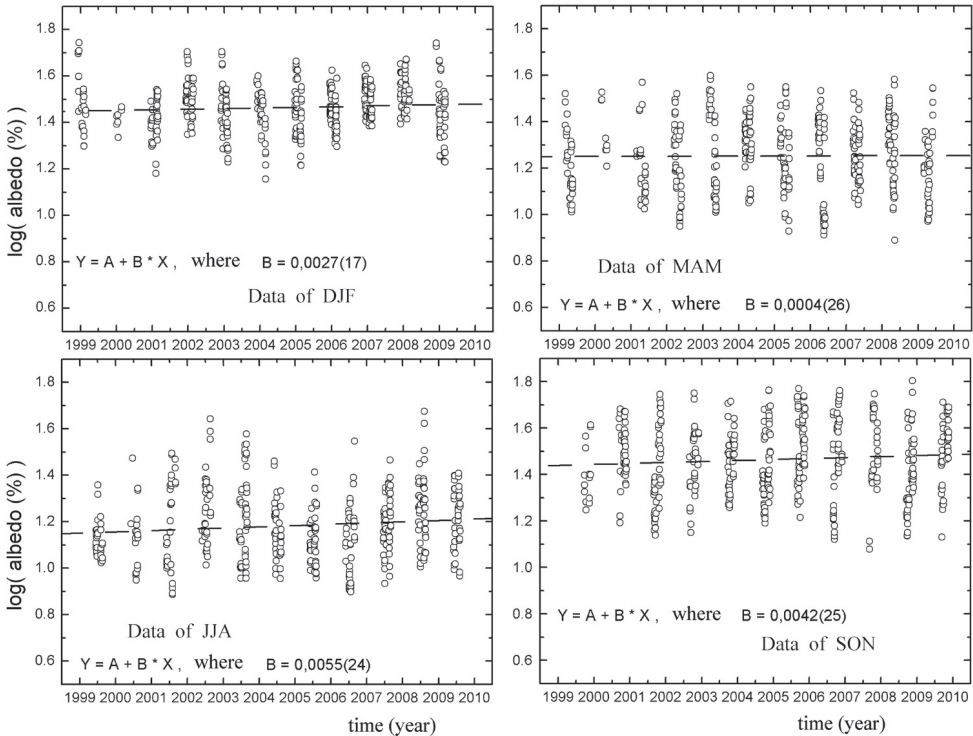 log( albedo (%) )
1.8
1.6
1.4
1.2
1.0
0.8
0.6
Y = A + B * X , where B = 0,0027(17)
Data of DJF
1999 2000 2001 2002 2003 2004 2005 2006 2007 2008 2009 2010
1.8
1.6
1.4
1.2
1.0
0.8
0.6
Data of MAM
Y = A + B * X , where B = 0,0004(26)
1999 2000 2001 2002 2003 2004 2005 2006 2007 2008 2009 2010
log( albedo (%) )
1.8
1.6
1.4
1.2
1.0
0.8
0.6
Data of JJA
Y = A + B * X , where B = 0,0055(24)
1999 2000 2001 2002 2003 2004 2005 2006 2007 2008 2009 2010
time (year)
1.8
1.6
1.4
1.2
1.0
0.8
0.6
Y = A + B * X , where B = 0,0042(25)
Data of SON
1999 2000 2001 2002 2003 2004 2005 2006 2007 2008 2009 2010
time (year)